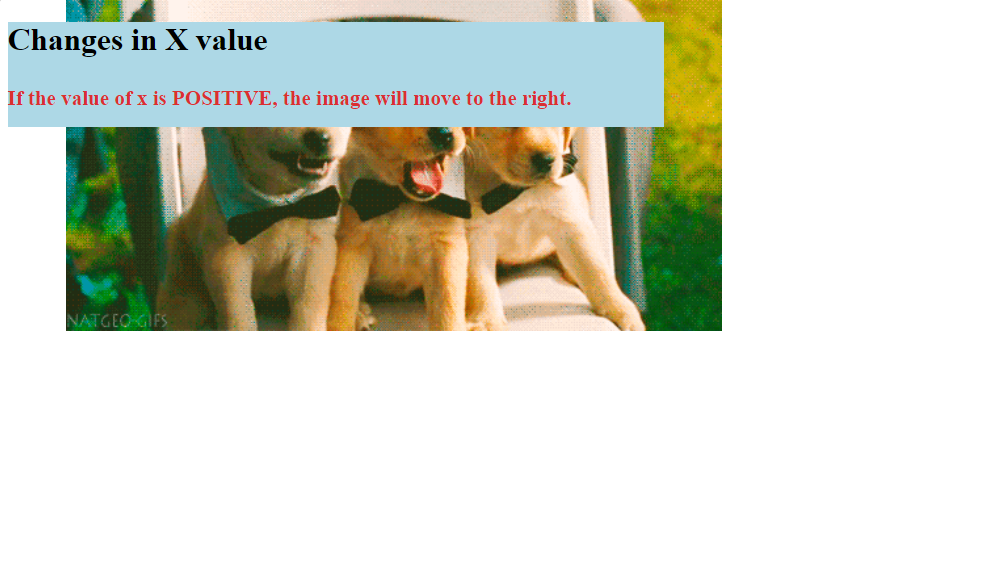 Changes in X value
If the value of x is POSITIVE, the image will move to the right.
NATGEO-GIFS